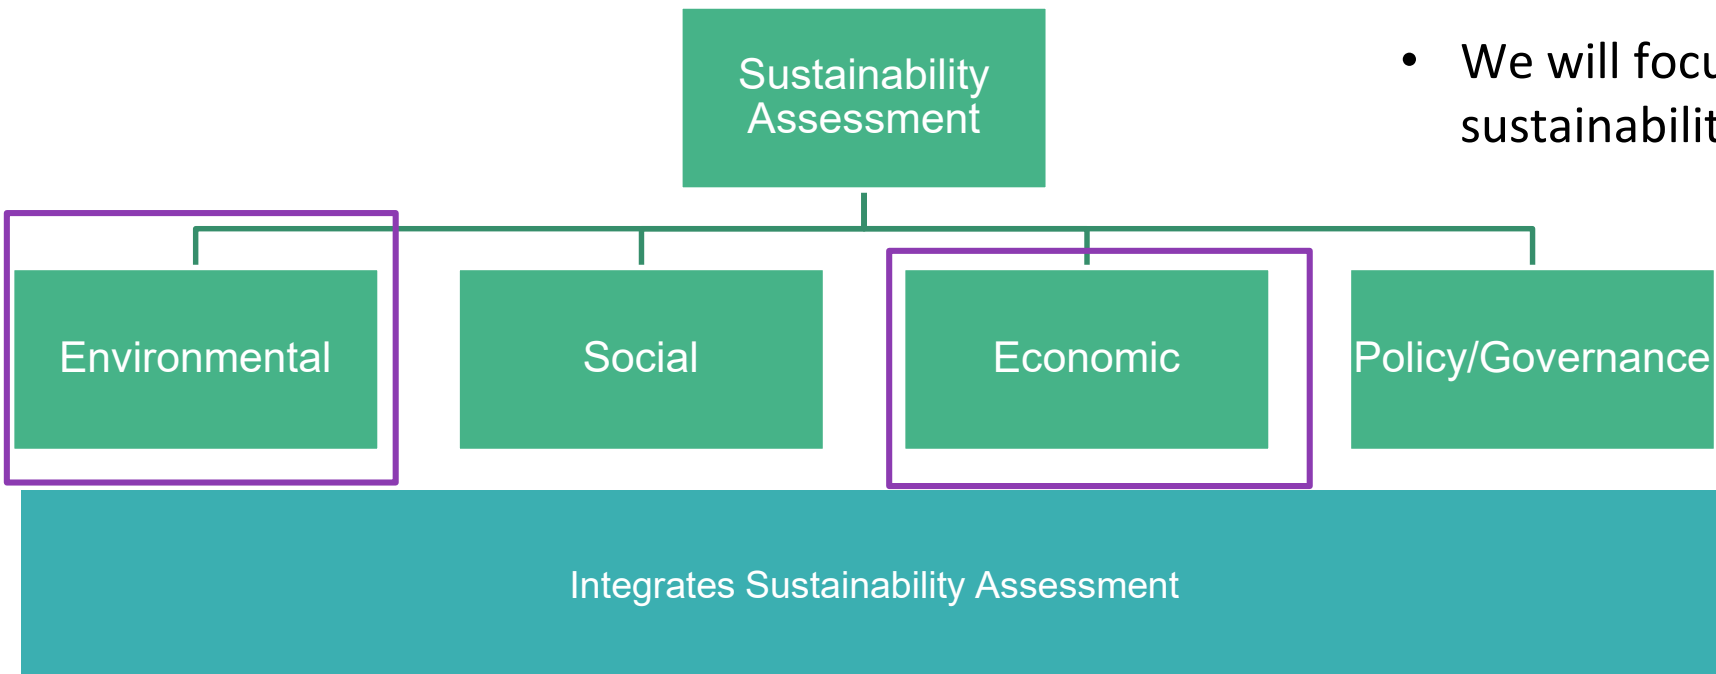 Sustainability
Assessment
• We will focu
sustainabilit
Environmental
Social
Economic
Policy/Governance
Integrates Sustainability Assessment